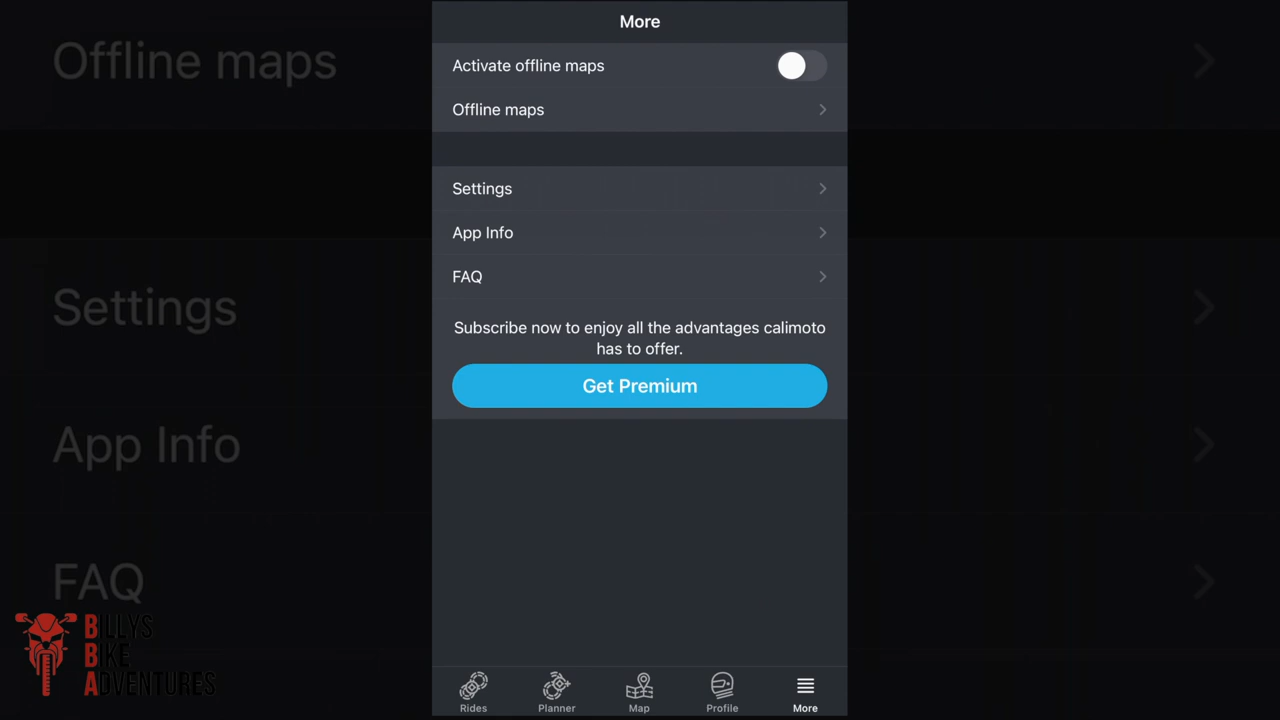 More
Activate offline maps
Offline maps
Settings
App Info
FAQ
Subscribe now to enjoy all the advantages calimoto
has to offer.
Get Premium
Rides
Planner
Map
Profile
More
Offline maps
Settings
App Info
FAQ
BILLYS
BIKE
ADVENTURES